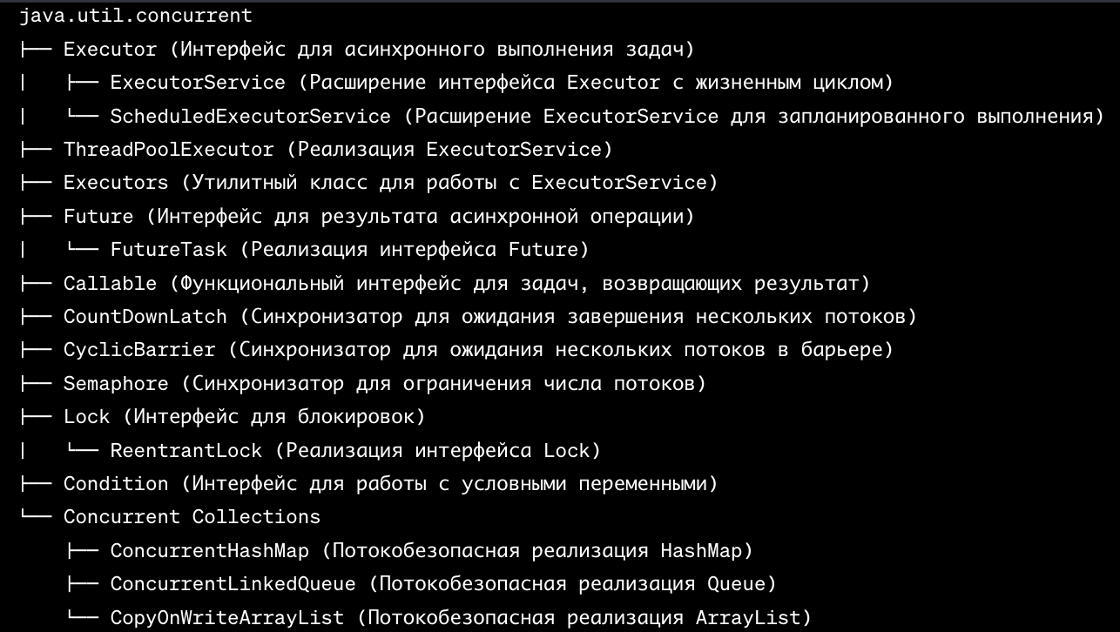 java.util.concurrent
├── Executor (Интерфейс для асинхронного выполнения задач)
|   ├── ExecutorService (Расширение интерфейса Executor с жизненным циклом)
|   └── ScheduledExecutorService (Расширение ExecutorService для запланированного выполнения)
├── ThreadPoolExecutor (Реализация ExecutorService)
├── Executors (Утилитный класс для работы с ExecutorService)
├── Future (Интерфейс для результата асинхронной операции)
|   └── FutureTask (Реализация интерфейса Future)
├── Callable (Функциональный интерфейс для задач, возвращающих результат)
├── CountDownLatch (Синхронизатор для ожидания завершения нескольких потоков)
├── CyclicBarrier (Синхронизатор для ожидания нескольких потоков в барьере)
├── Semaphore (Синхронизатор для ограничения числа потоков)
├── Lock (Интерфейс для блокировок)
|   └── ReentrantLock (Реализация интерфейса Lock)
├── Condition (Интерфейс для работы с условными переменными)
└── Concurrent Collections
    ├── ConcurrentHashMap (Потокобезопасная реализация HashMap)
    ├── ConcurrentLinkedQueue (Потокобезопасная реализация Queue)
    └── CopyOnWriteArrayList (Потокобезопасная реализация ArrayList)